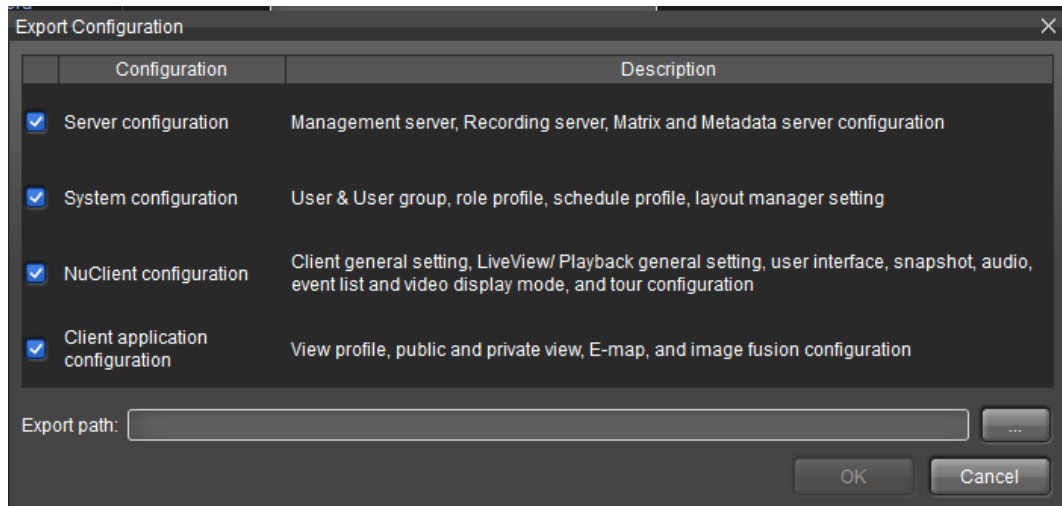 Export Configuration
Configuration Description
Server configuration Management server, Recording server, Matrix and Metadata server configuration
System configuration User & User group, role profile, schedule profile, layout manager setting
NuClient configuration Client general setting, LiveView/ Playback general setting, user interface, snapshot, audio,
event list and video display mode, and tour configuration
Client application
configuration View profile, public and private view, E-map, and image fusion configuration
Export path: ...
OK Cancel